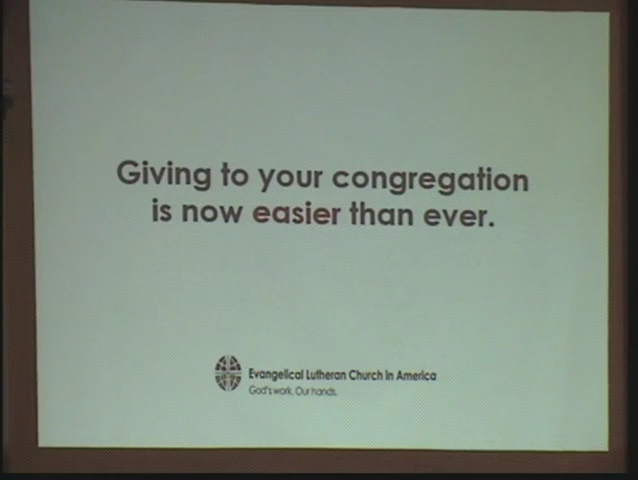 Giving to your congregation
is now easier than ever.
Evangelical Lutheran Church in America
God's work. Our hands.